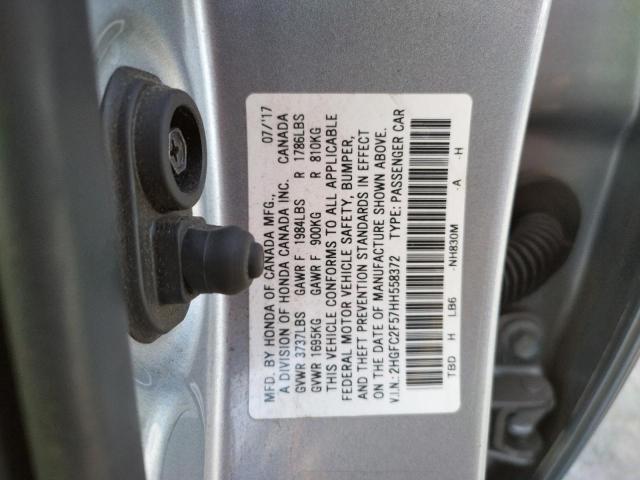 MFD. BY HONDA OF CANADA MFG., 07/'17
A DIVISION OF HONDA CANADA INC. CANADA
GVWR 3737LBS GAWR F 1984LBS R 1786LBS
GVWR 1695KG GAWR F 900KG R 810KG
THIS VEHICLE CONFORMS TO ALL APPLICABLE
FEDERAL MOTOR VEHICLE SAFETY, BUMPER,
AND THEFT PREVENTION STANDARDS IN EFFECT
ON THE DATE OF MANUFACTURE SHOWN ABOVE.
V.I.N.: 2HGFC2F57HH558372 TYPE: PASSENGER CAR
TBD H LB6 -NH830M -A -H